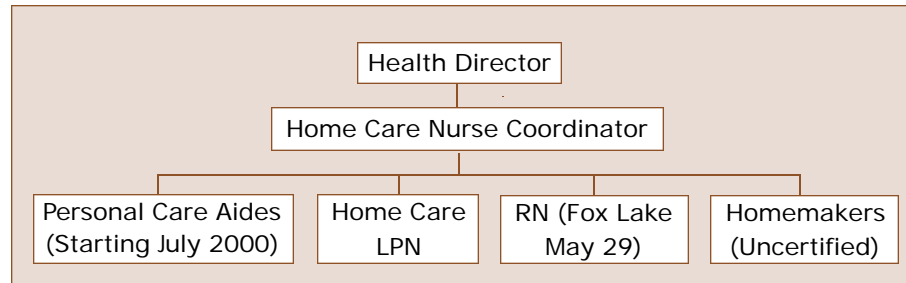 Health Director
Home Care Nurse Coordinator
Personal Care Aides
(Starting July 2000)
Home Care
LPN
RN (Fox Lake
May 29)
Homemakers
(Uncertified)